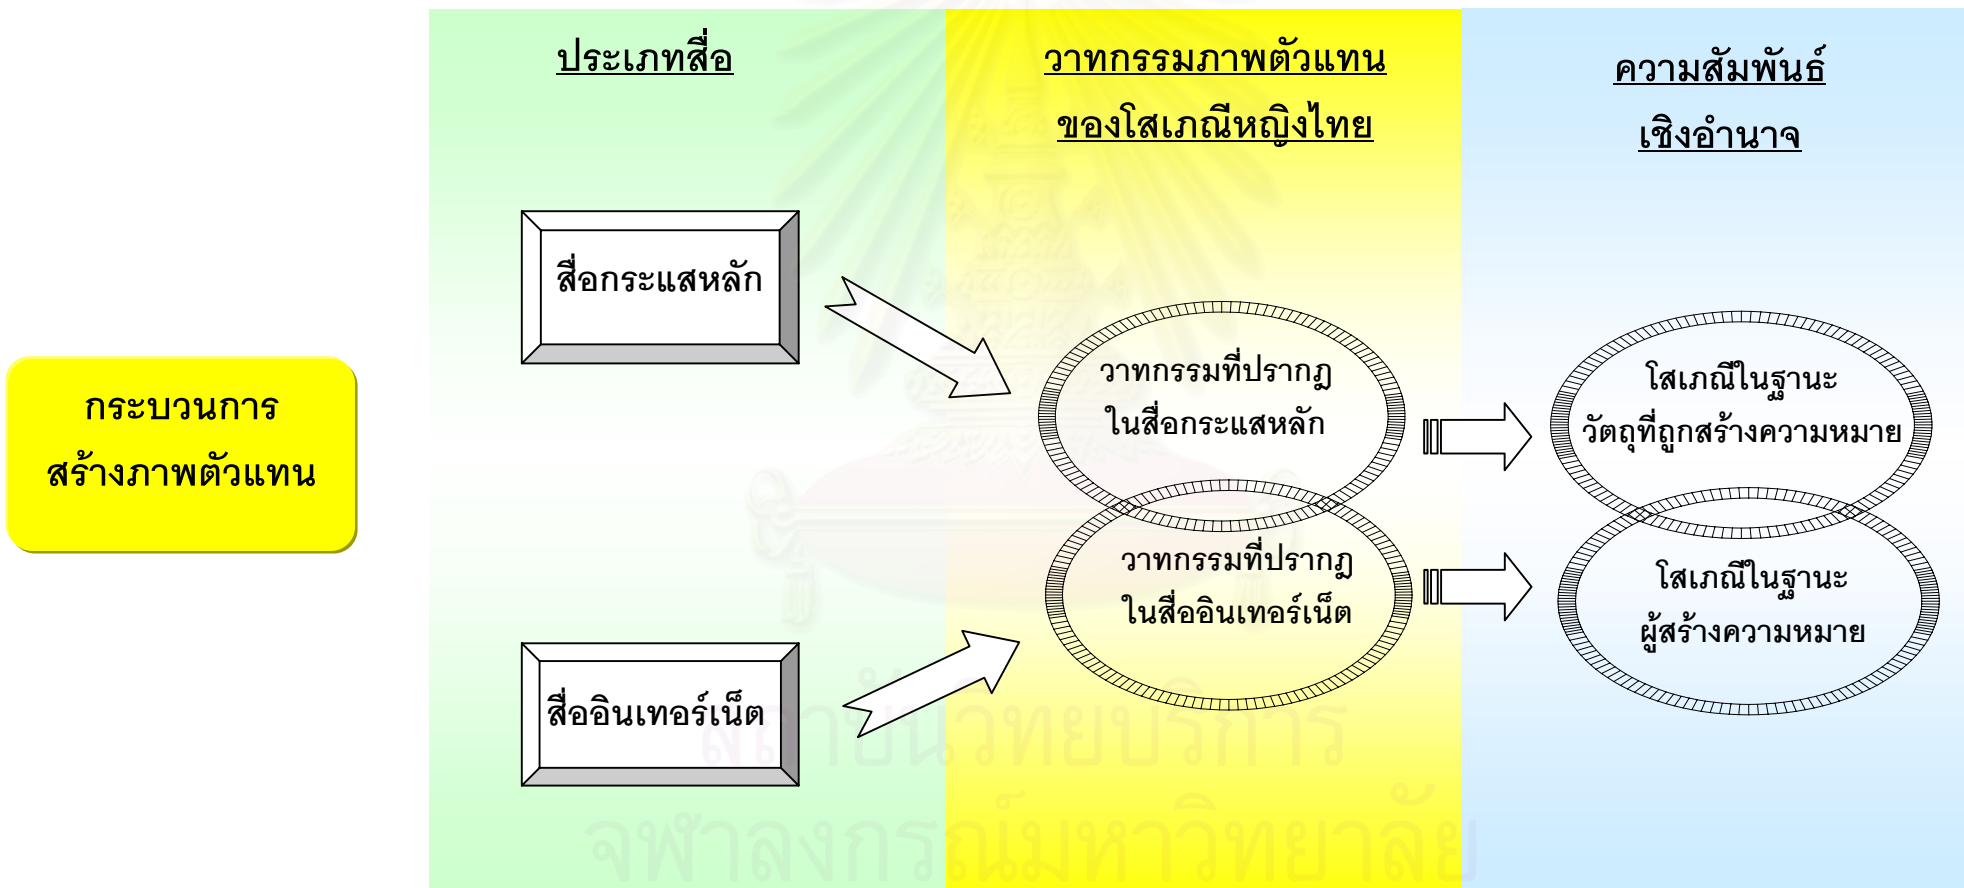 ประเภทสื่อ
วาทกรรมภาพตัวแทน
ของโสเภณีหญิงไทย
ความสัมพันธ์
เชิงอำนาจ
สื่อกระแสหลัก
กระบวนการ
สร้างภาพตัวแทน
วาทกรรมที่ปรากฏ
ในสื่อกระแสหลัก
โสเภณีในฐานะ
วัตถุที่ถูกสร้างความหมาย
วาทกรรมที่ปรากฏ
ในสื่ออินเทอร์เน็ต
โสเภณีในฐานะ
ผู้สร้างความหมาย
สื่ออินเทอร์เน็ต
สถาบันวิทยบริการ
จุฬาลงกรณ์มหาวิทยาลัย